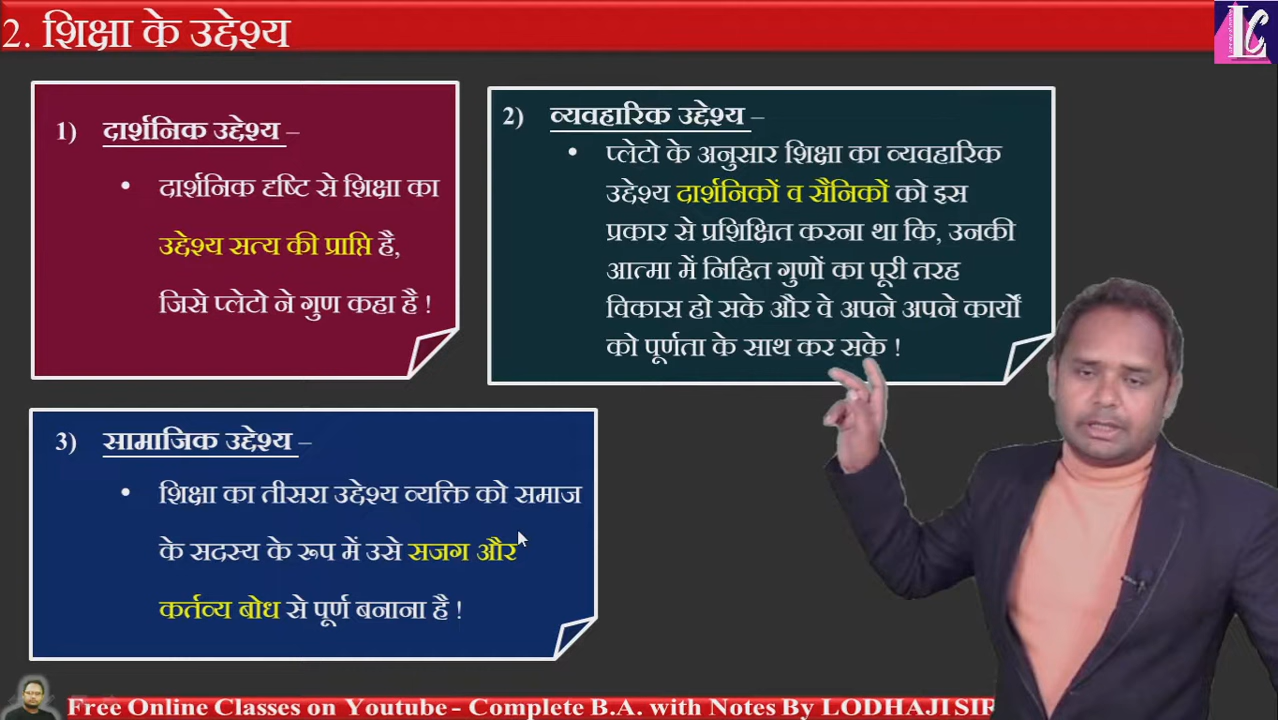 2. शिक्षा के उद्देश्य
LC
1) दार्शनिक उद्देश्य –
• दार्शनिक दृष्टि से शिक्षा का
उद्देश्य सत्य की प्राप्ति है,
जिसे प्लेटो ने गुण कहा है !
2) व्यवहारिक उद्देश्य –
• प्लेटो के अनुसार शिक्षा का व्यवहारिक
उद्देश्य दार्शनिकों व सैनिकों को इस
प्रकार से प्रशिक्षित करना था कि, उनकी
आत्मा में निहित गुणों का पूरी तरह
विकास हो सके और वे अपने अपने कार्यों
को पूर्णता के साथ कर सके !
3) सामाजिक उद्देश्य –
• शिक्षा का तीसरा उद्देश्य व्यक्ति को समाज
के सदस्य के रूप में उसे सजग और
कर्तव्य बोध से पूर्ण बनाना है !
Free Online Classes on Youtube - Complete B.A. with Notes By LODHAJI SIR